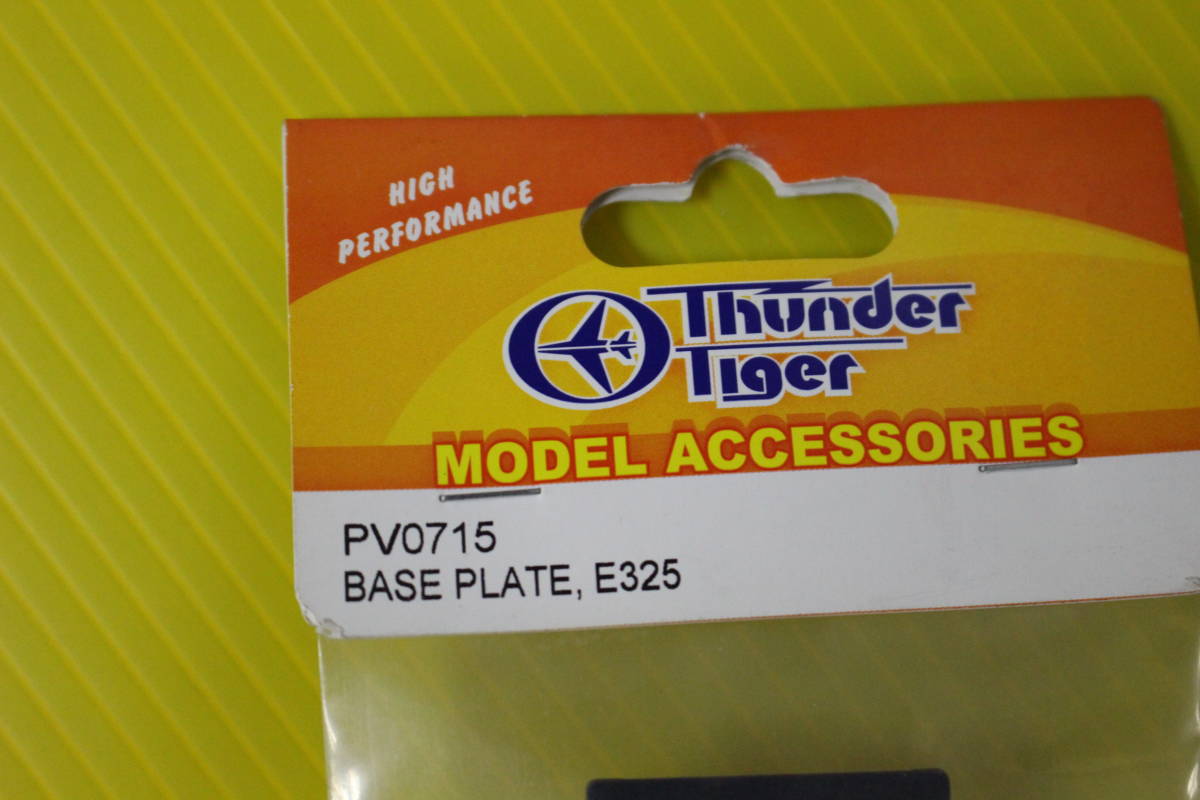 HIGH
PERFORMANCE
Thunder
Tiger
MODEL ACCESSORIES
PV0715
BASE PLATE, E325